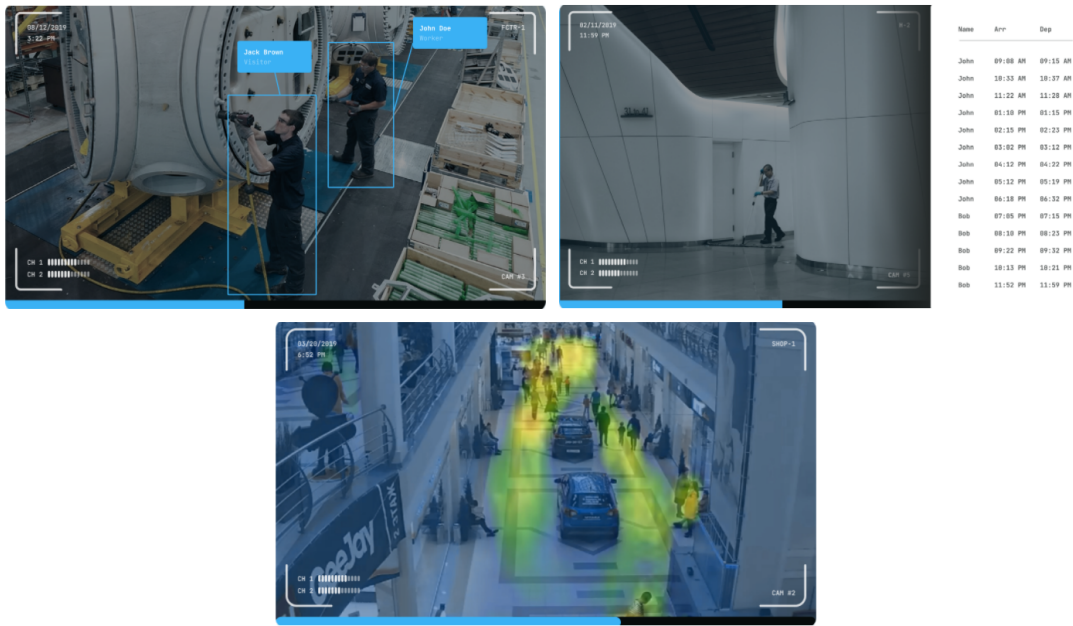 08/12/2019
3:22 PM
FCTR-1
John Doe
Worker
Jack Brown
Visitor
CH 1
CH 2
CAM #3
02/11/2019
11:59 PM
CH 1
CH 2
CAM
Name Arr Dep
John 09:08 AM 09:15 AM
John 10:33 AM 10:37 AM
John 11:22 AM 11:28 AM
John 01:10 PM 01:15 PM
John 02:15 PM 02:23 PM
John 03:02 PM 03:12 PM
John 04:12 PM 04:22 PM
John 05:12 PM 05:19 PM
John 06:18 PM 06:32 PM
Bob 07:05 PM 07:15 PM
Bob 08:10 PM 08:23 PM
Bob 09:22 PM 09:32 PM
Bob 10:13 PM 10:21 PM
Bob 11:52 PM 11:59 PM
03/20/2019
6:52 PM
SHOP-1
GeeJay
CH 1
CH 2
CAM #2